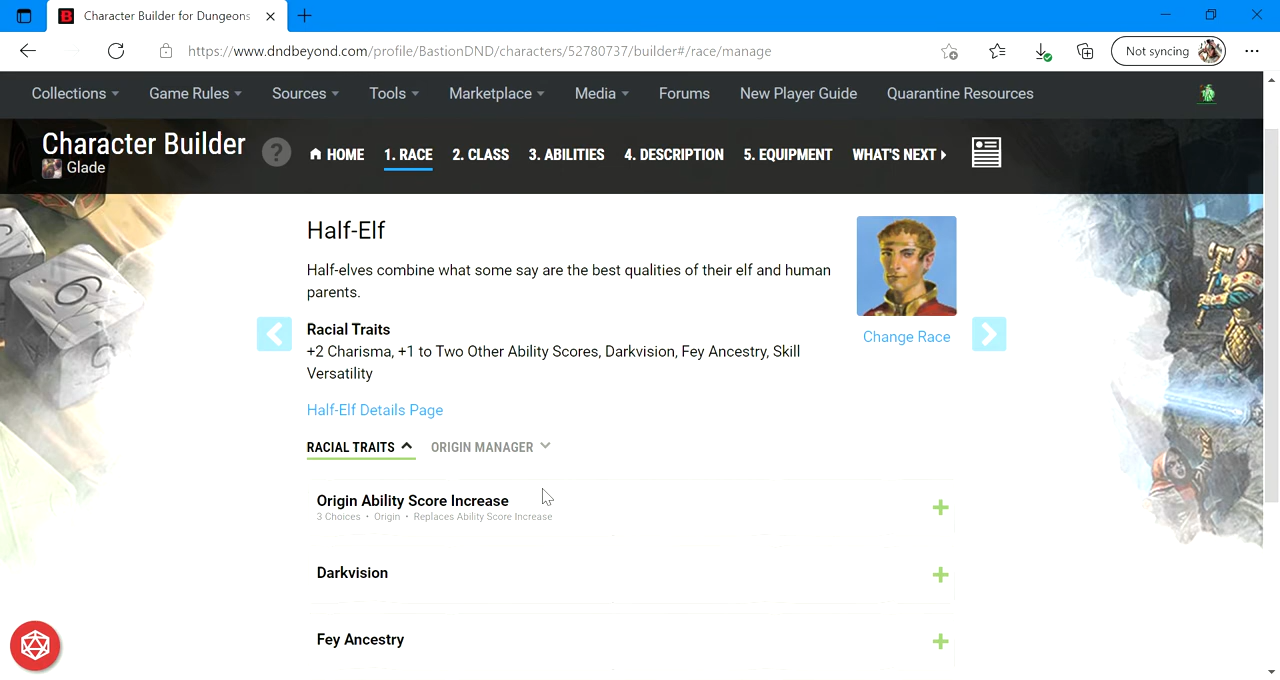 Character Builder for Dungeons
https://www.dndbeyond.com/profile/BastionDND/characters/52780737/builder#/race/manage
Not syncing
Collections Game Rules Sources Tools Marketplace Media Forums New Player Guide Quarantine Resources
Character Builder
Glade
? HOME 1. RACE 2. CLASS 3. ABILITIES 4. DESCRIPTION 5. EQUIPMENT WHAT'S NEXT
Half-Elf
Half-elves combine what some say are the best qualities of their elf and human
parents.
Racial Traits
+2 Charisma, +1 to Two Other Ability Scores, Darkvision, Fey Ancestry, Skill
Versatility
Change Race
Half-Elf Details Page
RACIAL TRAITS ORIGIN MANAGER
Origin Ability Score Increase
3 Choices • Origin • Replaces Ability Score Increase
Darkvision
Fey Ancestry